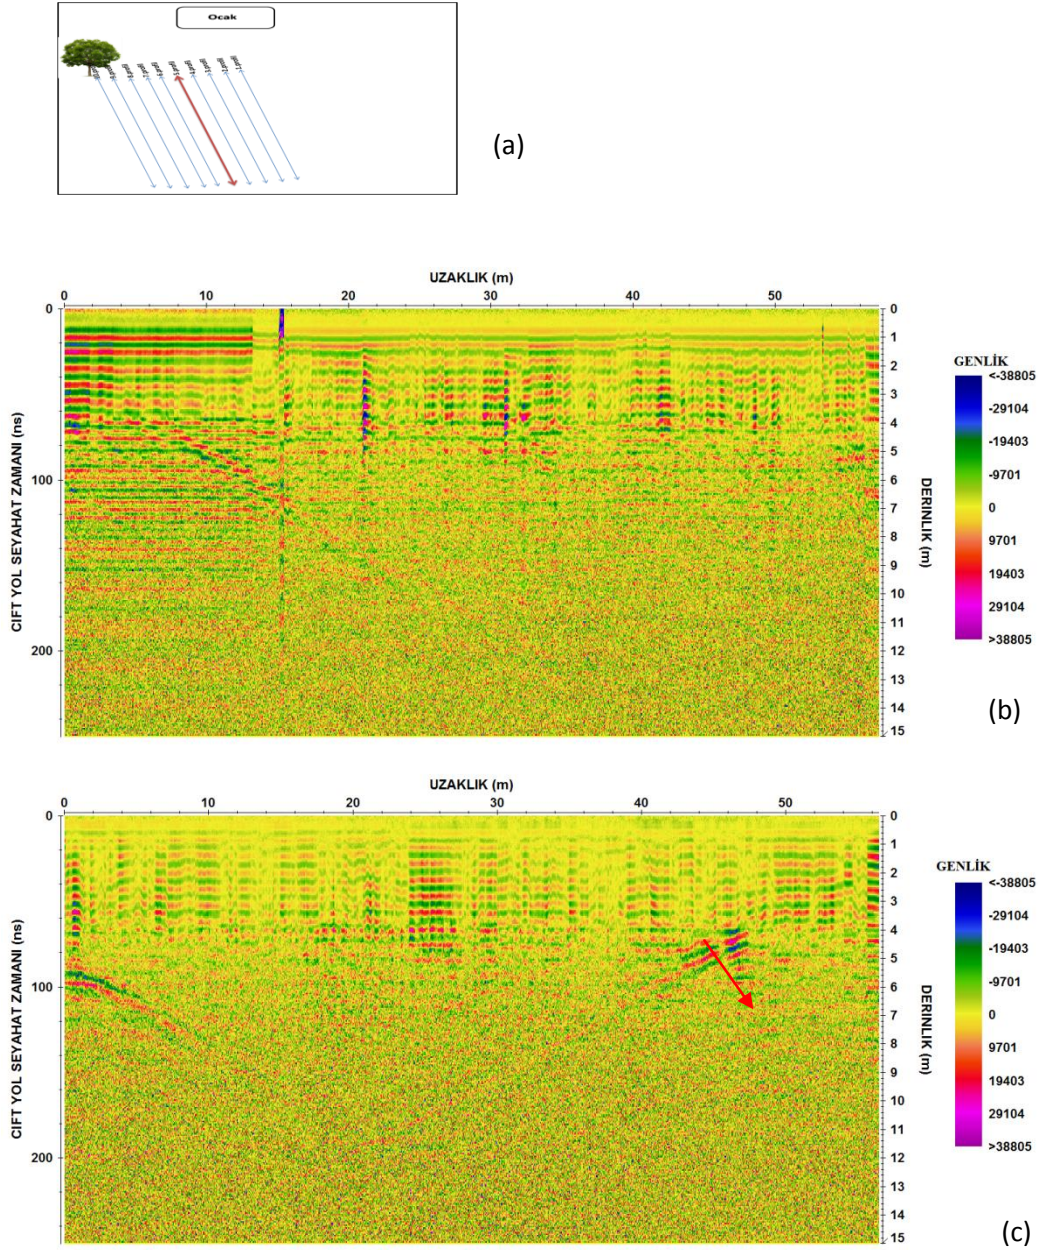 Ocak
(a)
UZAKLIK (m)
0 10 20 30 40 50
0 100 200
CIFT YOL SEYAHAT ZAMANI (ns)
0 1 2 3 4 5 6 7 8 9 10 11 12 13 14 15
DERINLIK (m)
GENLİK
<-38805
-29104
-19403
-9701
0
9701
19403
29104
>38805
(b)
UZAKLIK (m)
0 10 20 30 40 50
0 100 200
CIFT YOL SEYAHAT ZAMANI (ns)
0 1 2 3 4 5 6 7 8 9 10 11 12 13 14 15
DERINLIK (m)
GENLİK
<-38805
-29104
-19403
-9701
0
9701
19403
29104
>38805
(c)